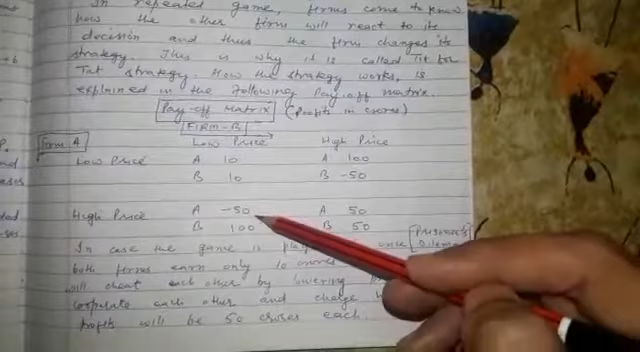 In repeated game, firms come to know
how the other firm will react to its
decision and thus the firm changes its
strategy. This is why it is called Tit for
Tat strategy. How the strategy works, is
explained in the following Pay-off matrix.
Pay-off Matrix (Profits in crores)
FIRM-B
Firm A Low Price High Price
Low Price A 10 A 100
B 10 B -50
High Price A -50 A 50
B 100 B 50
In case the game is once [Prisoner's Dilemma
both firms earn only 10 crores
will cheat each other by lowering
cooperate each other and charge
profits will be 50 crores each.